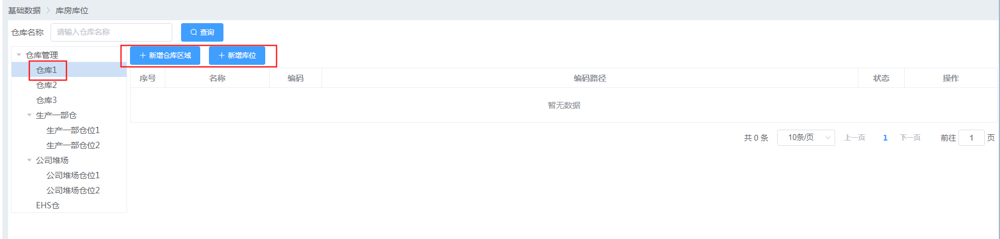 基础数据 > 库房库位
仓库名称 请输入仓库名称 查询
仓库管理
仓库1
仓库2
仓库3
生产一部仓
生产一部仓位1
生产一部仓位2
公司堆场
公司堆场仓位1
公司堆场仓位2
EHS仓
+ 新增仓库区域 + 新增库位
序号 名称 编码 编码路径 状态 操作
暂无数据
共 0 条 10条/页 上一页 1 下一页 前往 1 页